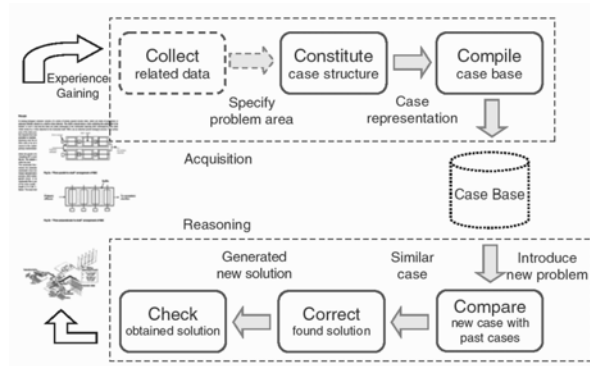 Collect
related data
Constitute
case structure
Compile
case base
Experience
Gaining
Specify
problem area
Case
representation
Acquisition
Case Base
Reasoning
Generated
new solution
Similar
case
Introduce
new problem
Check
obtained solution
Correct
found solution
Compare
new case with
past cases